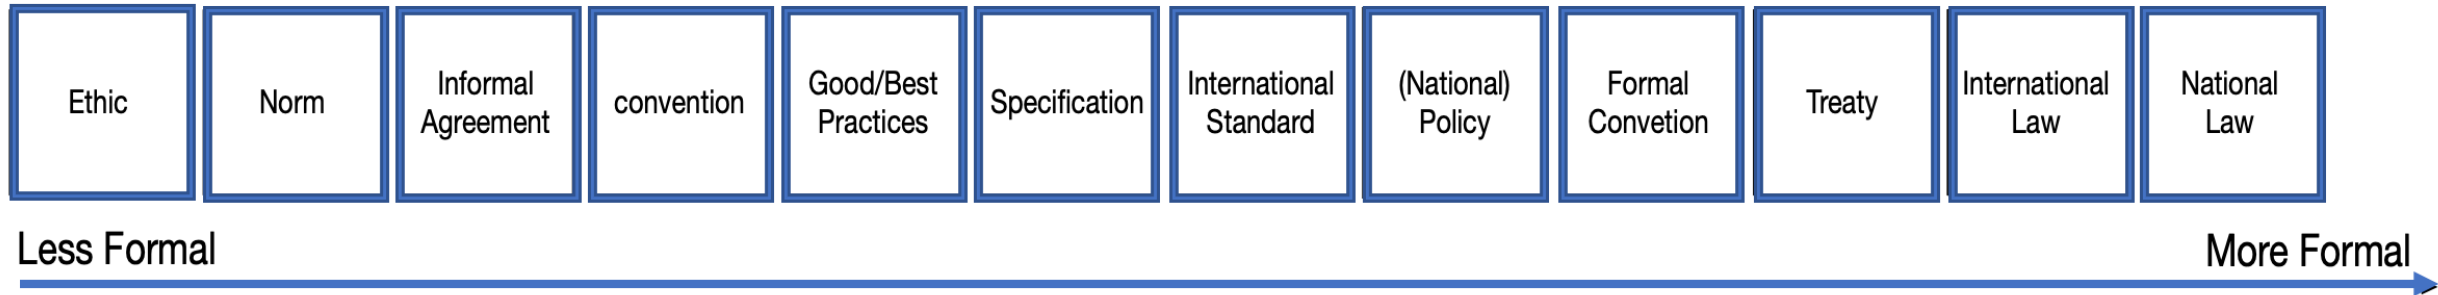 Ethic
Norm
Informal
Agreement
convention
Good/Best
Practices
Specification
International
Standard
(National)
Policy
Formal
Convetion
Treaty
International
Law
National
Law
Less Formal
More Formal